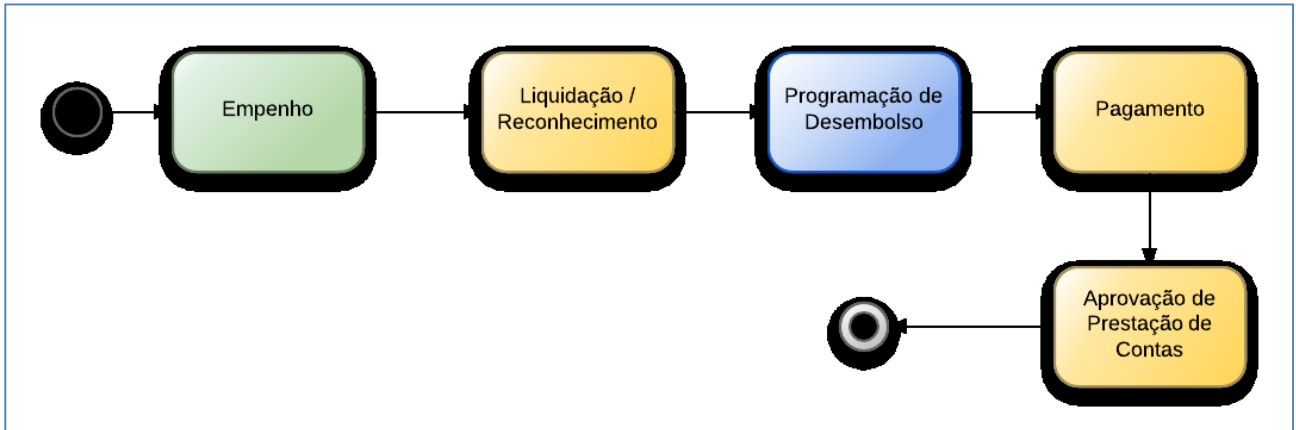 Empenho
Liquidação /
Reconhecimento
Programação de
Desembolso
Pagamento
Aprovação de
Prestação de
Contas